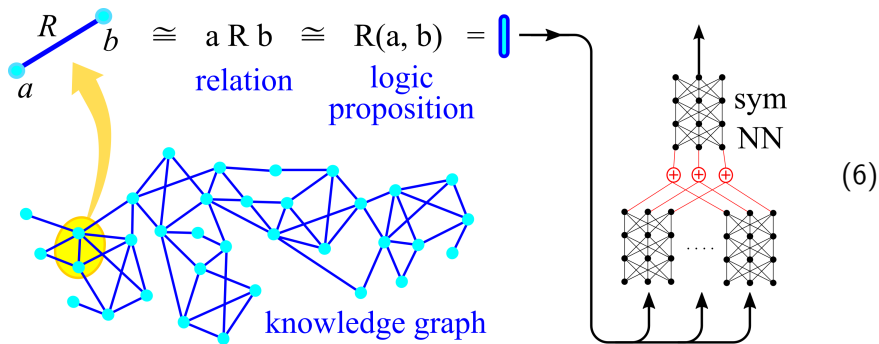 R
a
b
≅ a R b ≅ R(a, b) =
relation
logic
proposition
sym
NN
+ + +
(6)
. . . .
knowledge graph